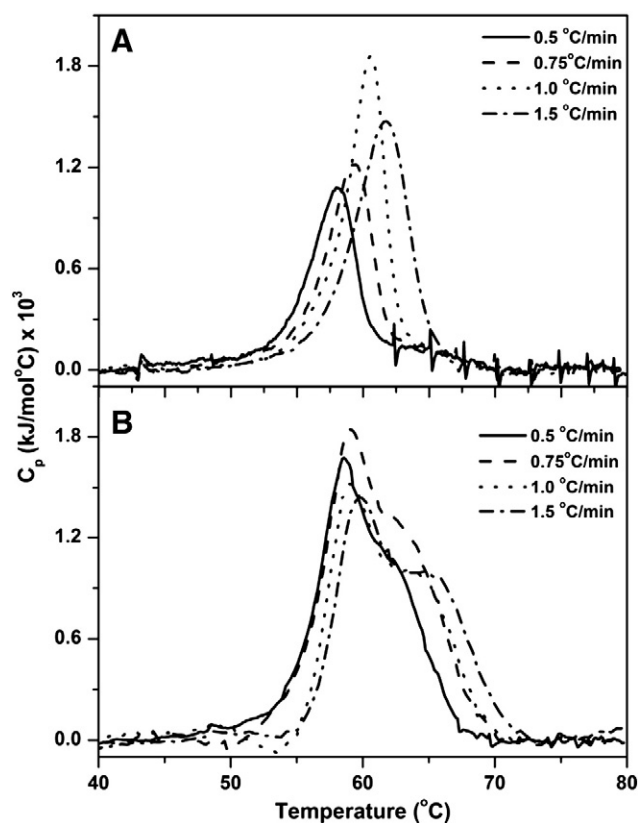 A
0.5 °C/min
0.75°C/min
1.0 °C/min
1.5 °C/min
1.8
1.2
0.6
0.0
B
0.5 °C/min
0.75°C/min
1.0 °C/min
1.5 °C/min
1.8
1.2
0.6
0.0
Cp (kJ/mol°C) x 10³
40 50 60 70 80
Temperature (°C)